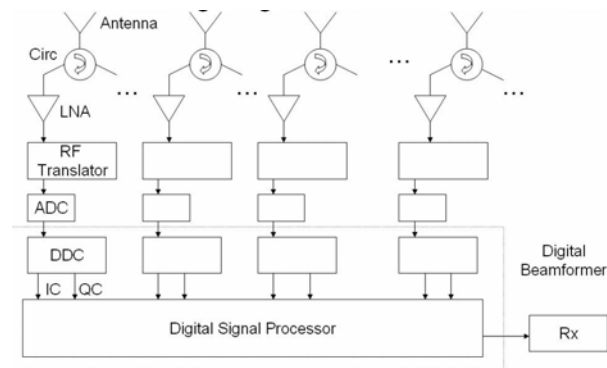 Antenna
Circ
...
...
...
LNA
RF
Translator
ADC
DDC
Digital
Beamformer
IC QC
Digital Signal Processor
Rx